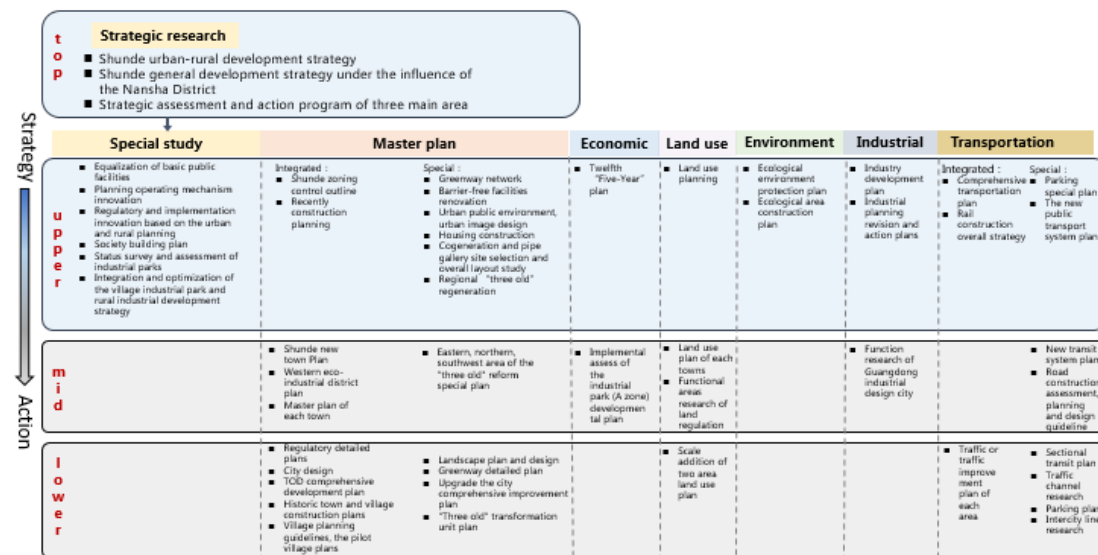 top
Strategic research
■ Shunde urban-rural development strategy
■ Shunde general development strategy under the influence of
the Nansha District
■ Strategic assessment and action program of three main area
Strategy
Action
Special study
Master plan
Economic
Land use
Environment
Industrial
Transportation
upper
■ Equalization of basic public
facilities
■ Planning operating mechanism
innovation
■ Regulatory and implementation
innovation based on the urban
and rural planning
■ Society building plan
■ Status survey and assessment of
industrial parks
■ Integration and optimization of
the village industrial park and
rural industrial development
strategy
Integrated :
■ Shunde zoning
control outline
■ Recently
construction
planning
Special :
■ Greenway network
■ Barrier-free facilities
renovation
■ Urban public environment,
urban image design
■ Housing construction
■ Cogeneration and pipe
gallery site selection and
overall layout study
■ Regional "three old"
regeneration
■ Twelfth
"Five-Year"
plan
■ Land use
planning
■ Ecological
environment
protection plan
■ Ecological area
construction
plan
■ Industry
development
plan
■ Industrial
planning
revision and
action plans
Integrated :
■ Comprehensive
transportation
plan
■ Rail
construction
overall strategy
Special :
■ Parking
special plan
■ The new
public
transport
system plan
mid
■ Shunde new
town Plan
■ Western eco-
industrial district
plan
■ Master plan of
each town
■ Eastern, northern,
southwest area of the
"three old" reform
special plan
■ Implemental
assess of
the
industrial
park (A zone)
developmen
tal plan
■ Land use
plan of each
towns
■ Functional
areas
research of
land
regulation
■ Function
research of
Guangdong
industrial
design city
■ New transit
system plan
■ Road
construction
assessment,
planning
and design
guideline
lower
■ Regulatory detailed
plans
■ City design
■ TOD comprehensive
development plan
■ Historic town and village
construction plans
■ Village planning
guidelines, the pilot
village plans
■ Landscape plan and design
■ Greenway detailed plan
■ Upgrade the city
comprehensive improvement
plan
■ "Three old" transformation
unit plan
■ Scale
addition of
two area
land use
plan
■ Traffic or
traffic
improve
ment
plan of
each
area
■ Sectional
transit plan
■ Traffic
channel
research
■ Parking plan
■ Intercity line
research